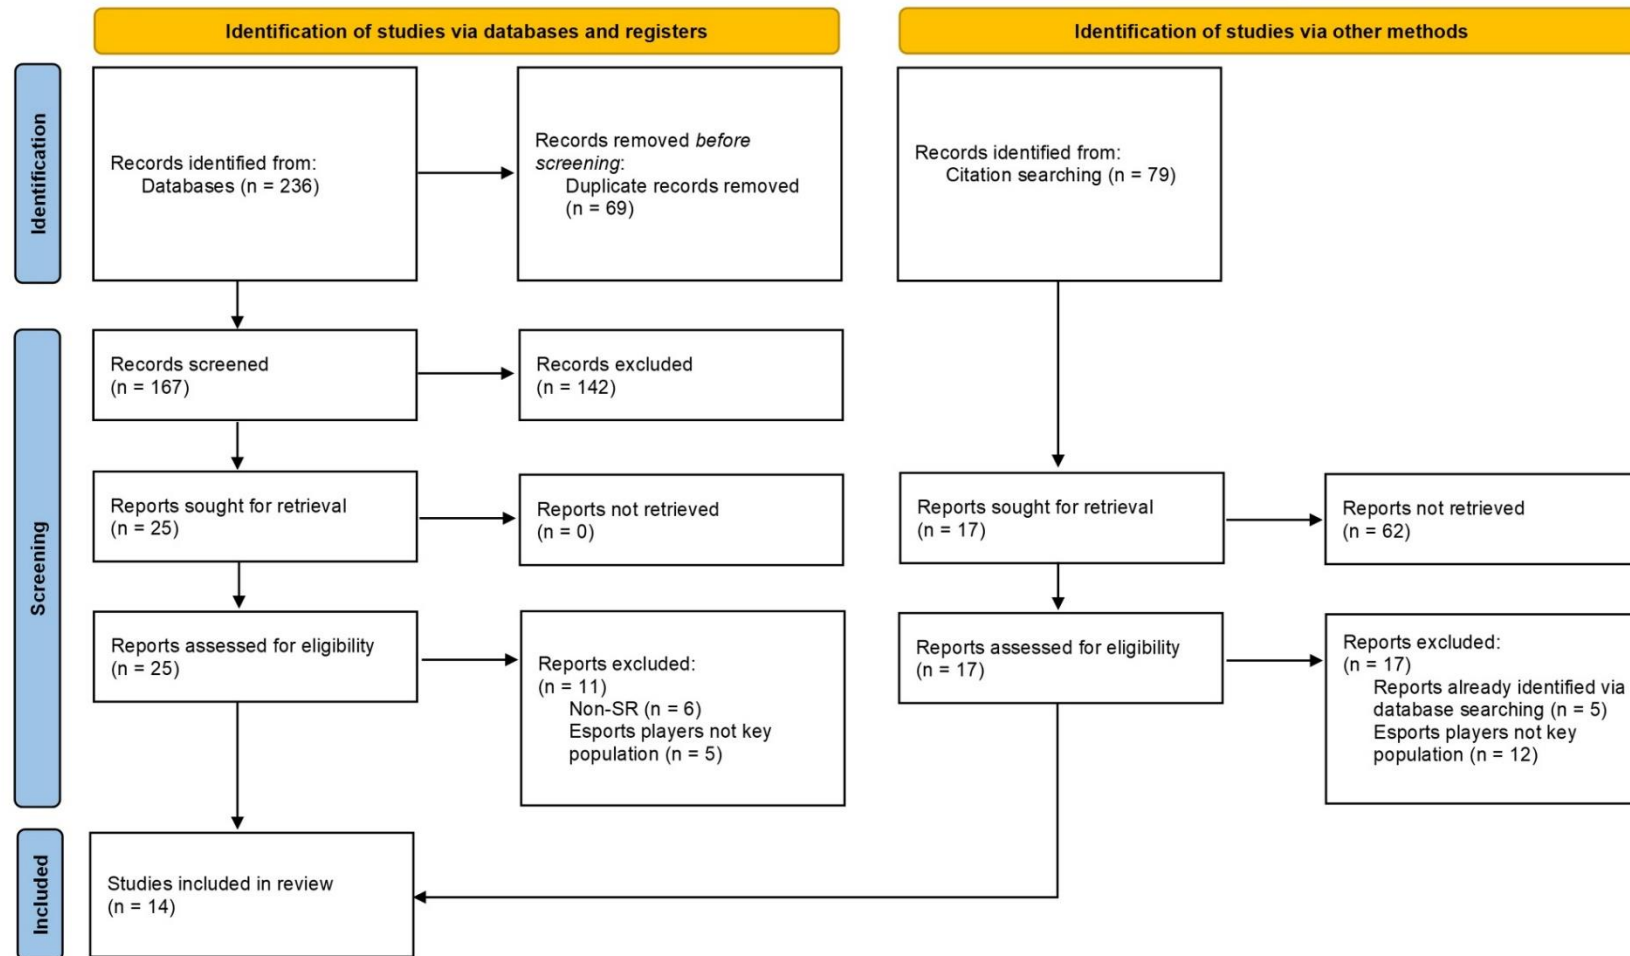 Identification of studies via databases and registers
Identification of studies via other methods
Identification
Records identified from:
Databases (n = 236)
Records removed before
screening:
Duplicate records removed
(n = 69)
Records identified from:
Citation searching (n = 79)
Screening
Records screened
(n = 167)
Records excluded
(n = 142)
Reports sought for retrieval
(n = 25)
Reports not retrieved
(n = 0)
Reports sought for retrieval
(n = 17)
Reports not retrieved
(n = 62)
Reports assessed for eligibility
(n = 25)
Reports excluded:
(n = 11)
Non-SR (n = 6)
Esports players not key
population (n = 5)
Reports assessed for eligibility
(n = 17)
Reports excluded:
(n = 17)
Reports already identified via
database searching (n = 5)
Esports players not key
population (n = 12)
Included
Studies included in review
(n = 14)